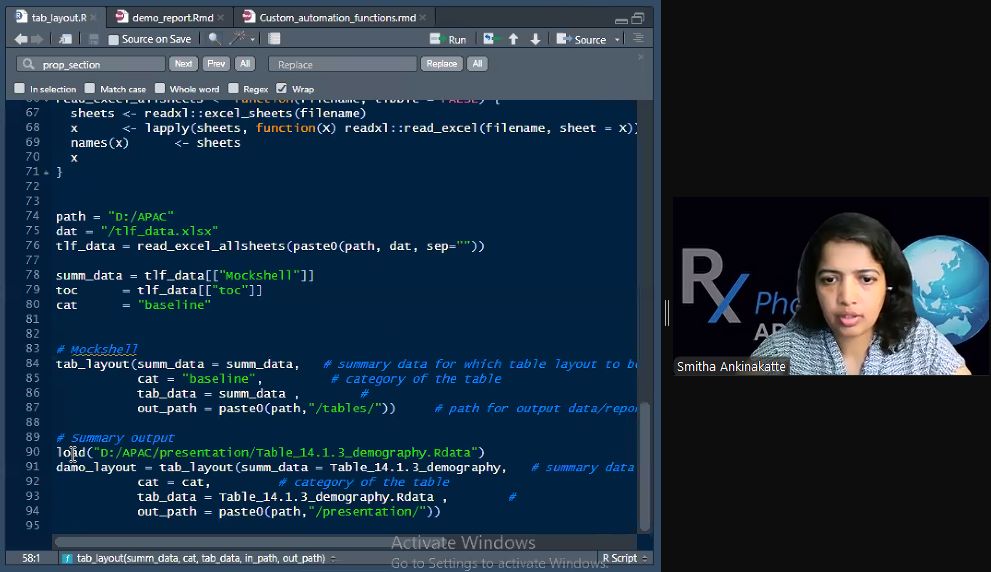 tab_layout.R
demo_report.Rmd
Custom_automation_functions.rmd
Source on Save
Run
Source
prop_section
Next
Prev
All
Replace
Replace
All
In selection
Match case
Whole word
Regex
Wrap
66 read_excel_allsheets <- function(filename, tibble = FALSE) {
67 sheets <- readxl::excel_sheets(filename)
68 x <- lapply(sheets, function(x) readxl::read_excel(filename, sheet = x))
69 names(x) <- sheets
70 x
71 }
72
73
74 path = "D:/APAC"
75 dat = "/tlf_data.xlsx"
76 tlf_data = read_excel_allsheets(paste0(path, dat, sep=""))
77
78 summ_data = tlf_data[["Mockshell"]]
79 toc = tlf_data[["toc"]]
80 cat = "baseline"
81
82
83 # Mockshell
84 tab_layout(summ_data = summ_data, # summary data for which table layout to be
85 cat = "baseline", # category of the table
86 tab_data = summ_data , #
87 out_path = paste0(path,"/tables/")) # path for output data/repo
88
89 # Summary output
90 load("D:/APAC/presentation/Table_14.1.3_demography.Rdata")
91 damo_layout = tab_layout(summ_data = Table_14.1.3_demography, # summary data
92 cat = cat, # category of the table
93 tab_data = Table_14.1.3_demography.Rdata , #
94 out_path = paste0(path,"/presentation/"))
95
58:1 tab_layout(summ_data, cat, tab_data, in_path, out_path)
R Script
Activate Windows
Go to Settings to activate Windows.
Smitha Ankinakatte